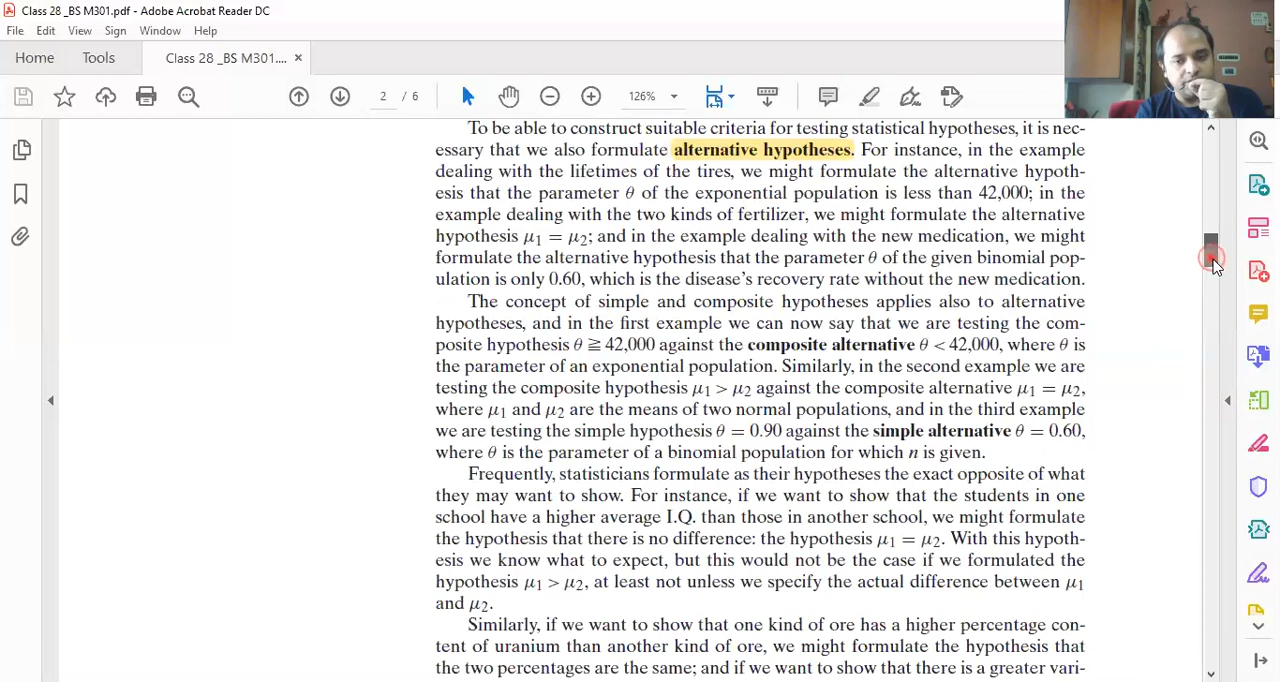 Class 28 _BS M301.pdf - Adobe Acrobat Reader DC
File Edit View Sign Window Help
Home Tools Class 28 _BS M301.... ×
2 / 6 126%
To be able to construct suitable criteria for testing statistical hypotheses, it is nec-
essary that we also formulate alternative hypotheses. For instance, in the example
dealing with the lifetimes of the tires, we might formulate the alternative hypoth-
esis that the parameter θ of the exponential population is less than 42,000; in the
example dealing with the two kinds of fertilizer, we might formulate the alternative
hypothesis μ₁ = μ₂; and in the example dealing with the new medication, we might
formulate the alternative hypothesis that the parameter θ of the given binomial pop-
ulation is only 0.60, which is the disease's recovery rate without the new medication.
The concept of simple and composite hypotheses applies also to alternative
hypotheses, and in the first example we can now say that we are testing the com-
posite hypothesis θ ≧ 42,000 against the composite alternative θ < 42,000, where θ is
the parameter of an exponential population. Similarly, in the second example we are
testing the composite hypothesis μ₁ > μ₂ against the composite alternative μ₁ = μ₂,
where μ₁ and μ₂ are the means of two normal populations, and in the third example
we are testing the simple hypothesis θ = 0.90 against the simple alternative θ = 0.60,
where θ is the parameter of a binomial population for which n is given.
Frequently, statisticians formulate as their hypotheses the exact opposite of what
they may want to show. For instance, if we want to show that the students in one
school have a higher average I.Q. than those in another school, we might formulate
the hypothesis that there is no difference: the hypothesis μ₁ = μ₂. With this hypoth-
esis we know what to expect, but this would not be the case if we formulated the
hypothesis μ₁ > μ₂, at least not unless we specify the actual difference between μ₁
and μ₂.
Similarly, if we want to show that one kind of ore has a higher percentage con-
tent of uranium than another kind of ore, we might formulate the hypothesis that
the two percentages are the same; and if we want to show that there is a greater vari-